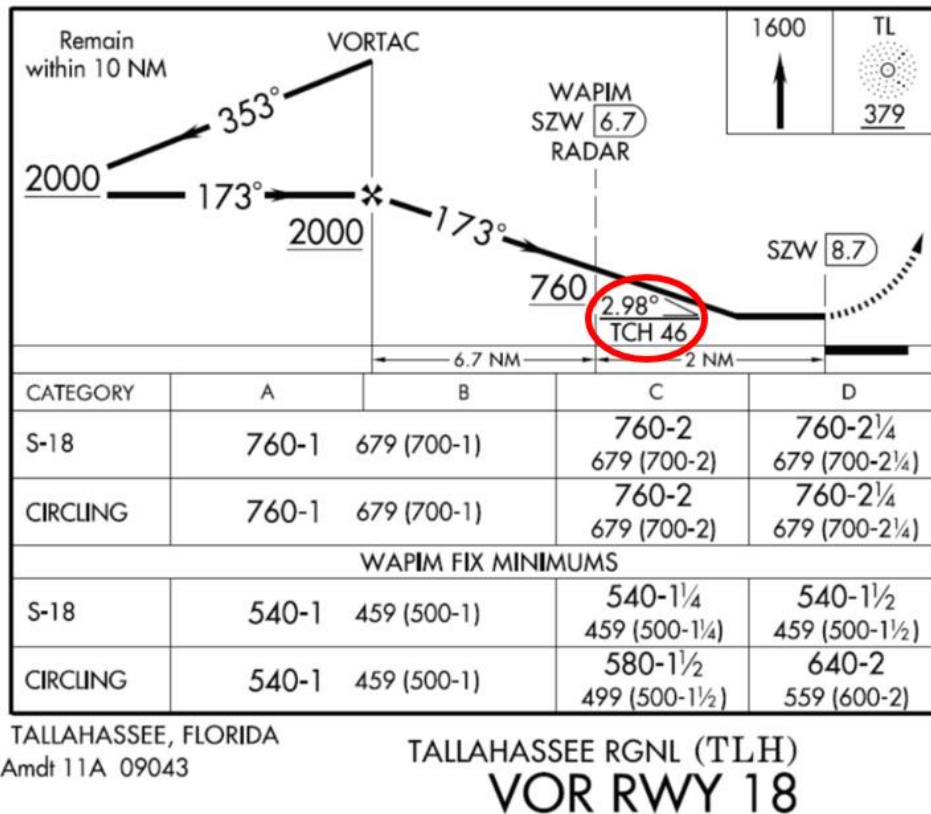 Remain
within 10 NM
VORTAC
1600
TL
379
353°
WAPIM
SZW 6.7
RADAR
2000
173°
2000
173°
SZW 8.7
760
2.98°
TCH 46
6.7 NM
2 NM
CATEGORY A B C D
S-18 760-1 679 (700-1) 760-2 679 (700-2) 760-2¼ 679 (700-2¼)
CIRCLING 760-1 679 (700-1) 760-2 679 (700-2) 760-2¼ 679 (700-2¼)
WAPIM FIX MINIMUMS
S-18 540-1 459 (500-1) 540-1¼ 459 (500-1¼) 540-1½ 459 (500-1½)
CIRCLING 540-1 459 (500-1) 580-1½ 499 (500-1½) 640-2 559 (600-2)
TALLAHASSEE, FLORIDA
Amdt 11A 09043
TALLAHASSEE RGNL (TLH)
VOR RWY 18